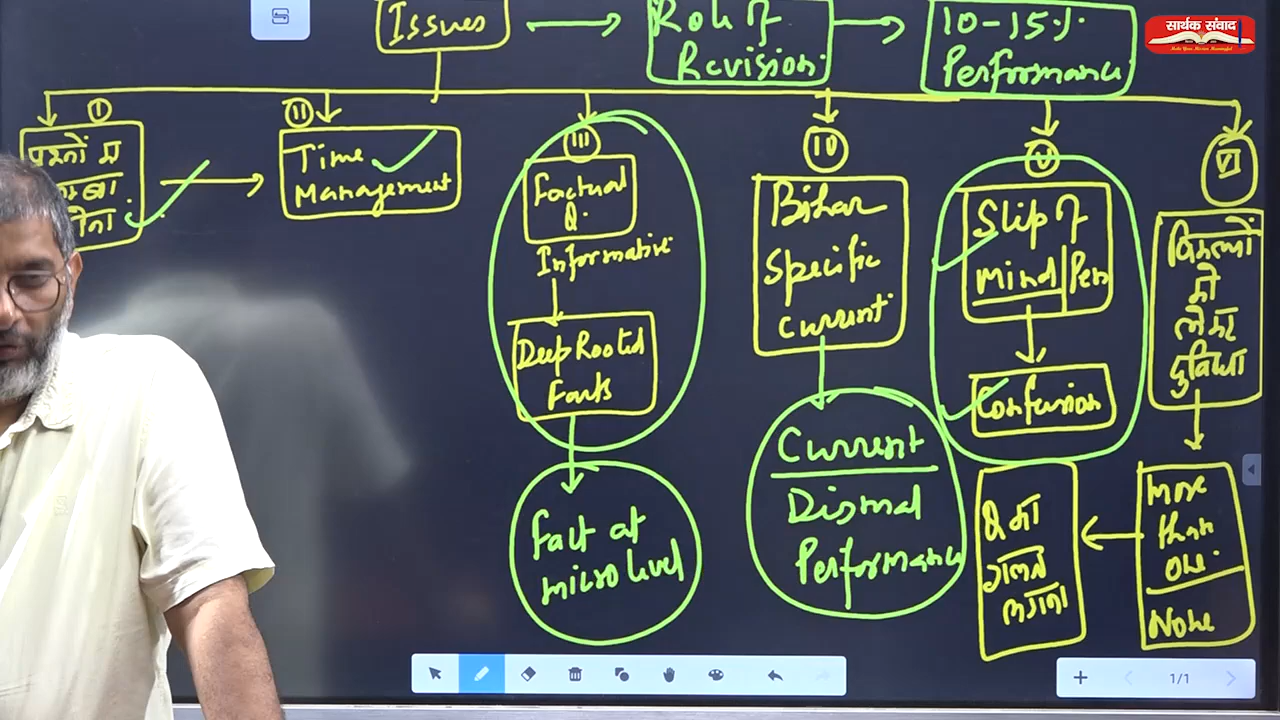 Issues
Role of
Revision
10-15%
Performance
सार्थक संवाद
I
प्रश्नों म
II
Time
Management
III
Factual
Q.
Informative
Deep Rooted
Facts
Fact at
micro level
IV
Bihar
Specific
Current
Current
Dismal
Performance
V
Slip of
Mind/Pen
Confusion
VI
विकल्पों
को
लेकर
दुविधा
More
than
one
None
Q का
गलत
लगना
1/1